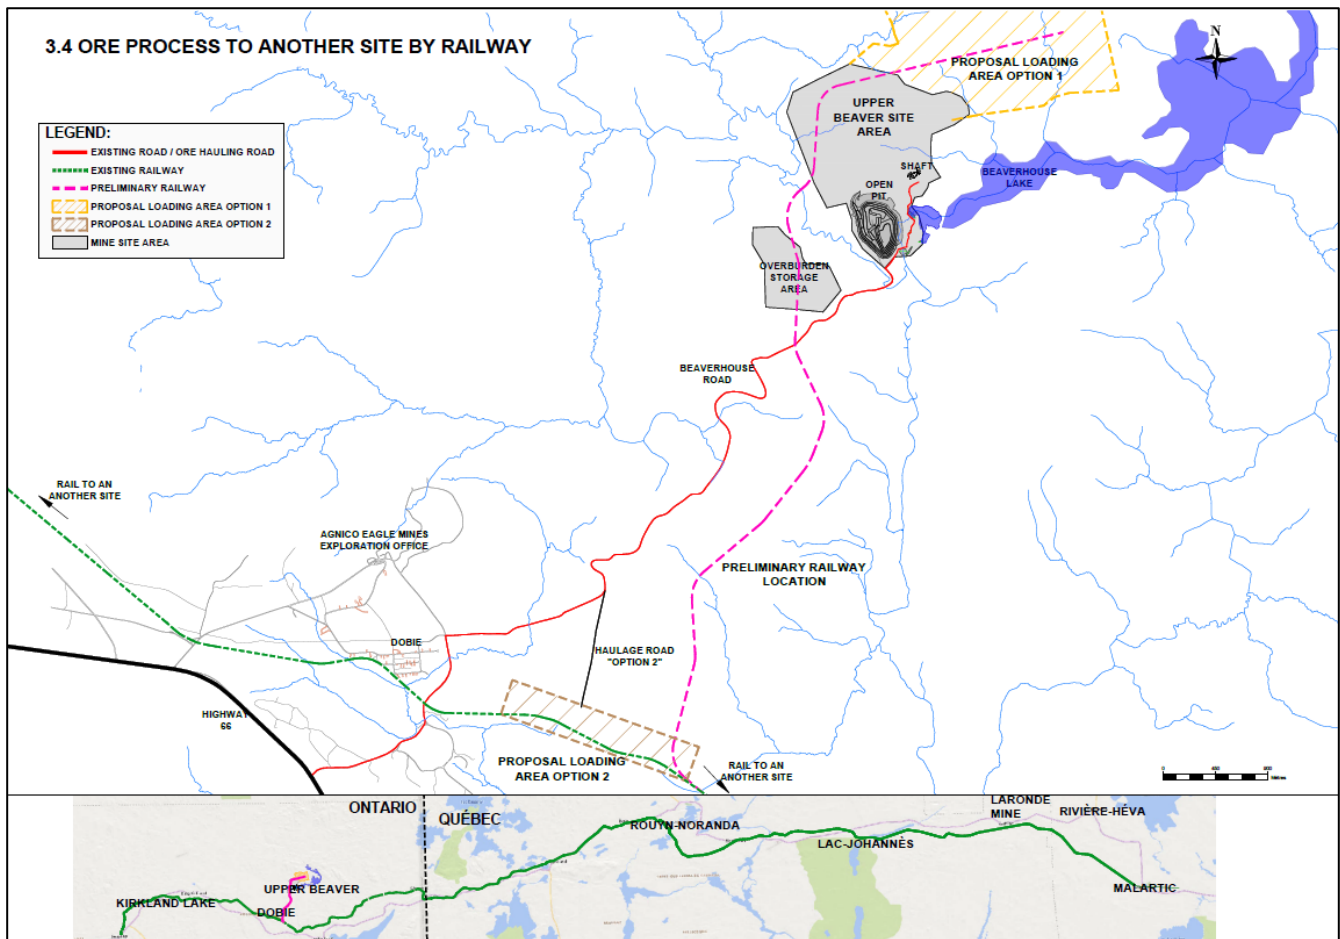 3.4 ORE PROCESS TO ANOTHER SITE BY RAILWAY
N
LEGEND:
EXISTING ROAD / ORE HAULING ROAD
EXISTING RAILWAY
PRELIMINARY RAILWAY
PROPOSAL LOADING AREA OPTION 1
PROPOSAL LOADING AREA OPTION 2
MINE SITE AREA
PROPOSAL LOADING
AREA OPTION 1
UPPER
BEAVER SITE
AREA
SHAFT
OPEN
PIT
BEAVERHOUSE
LAKE
OVERBURDEN
STORAGE
AREA
BEAVERHOUSE
ROAD
RAIL TO AN
ANOTHER SITE
AGNICO EAGLE MINES
EXPLORATION OFFICE
PRELIMINARY RAILWAY
LOCATION
DOBIE
HAULAGE ROAD
"OPTION 2"
HIGHWAY
66
PROPOSAL LOADING
AREA OPTION 2
RAIL TO AN
ANOTHER SITE
0 450 900
ONTARIO
QUÉBEC
ROUYN-NORANDA
LARONDE
MINE
RIVIÈRE-HÉVA
LAC-JOHANNÈS
UPPER BEAVER
KIRKLAND LAKE
DOBIE
MALARTIC